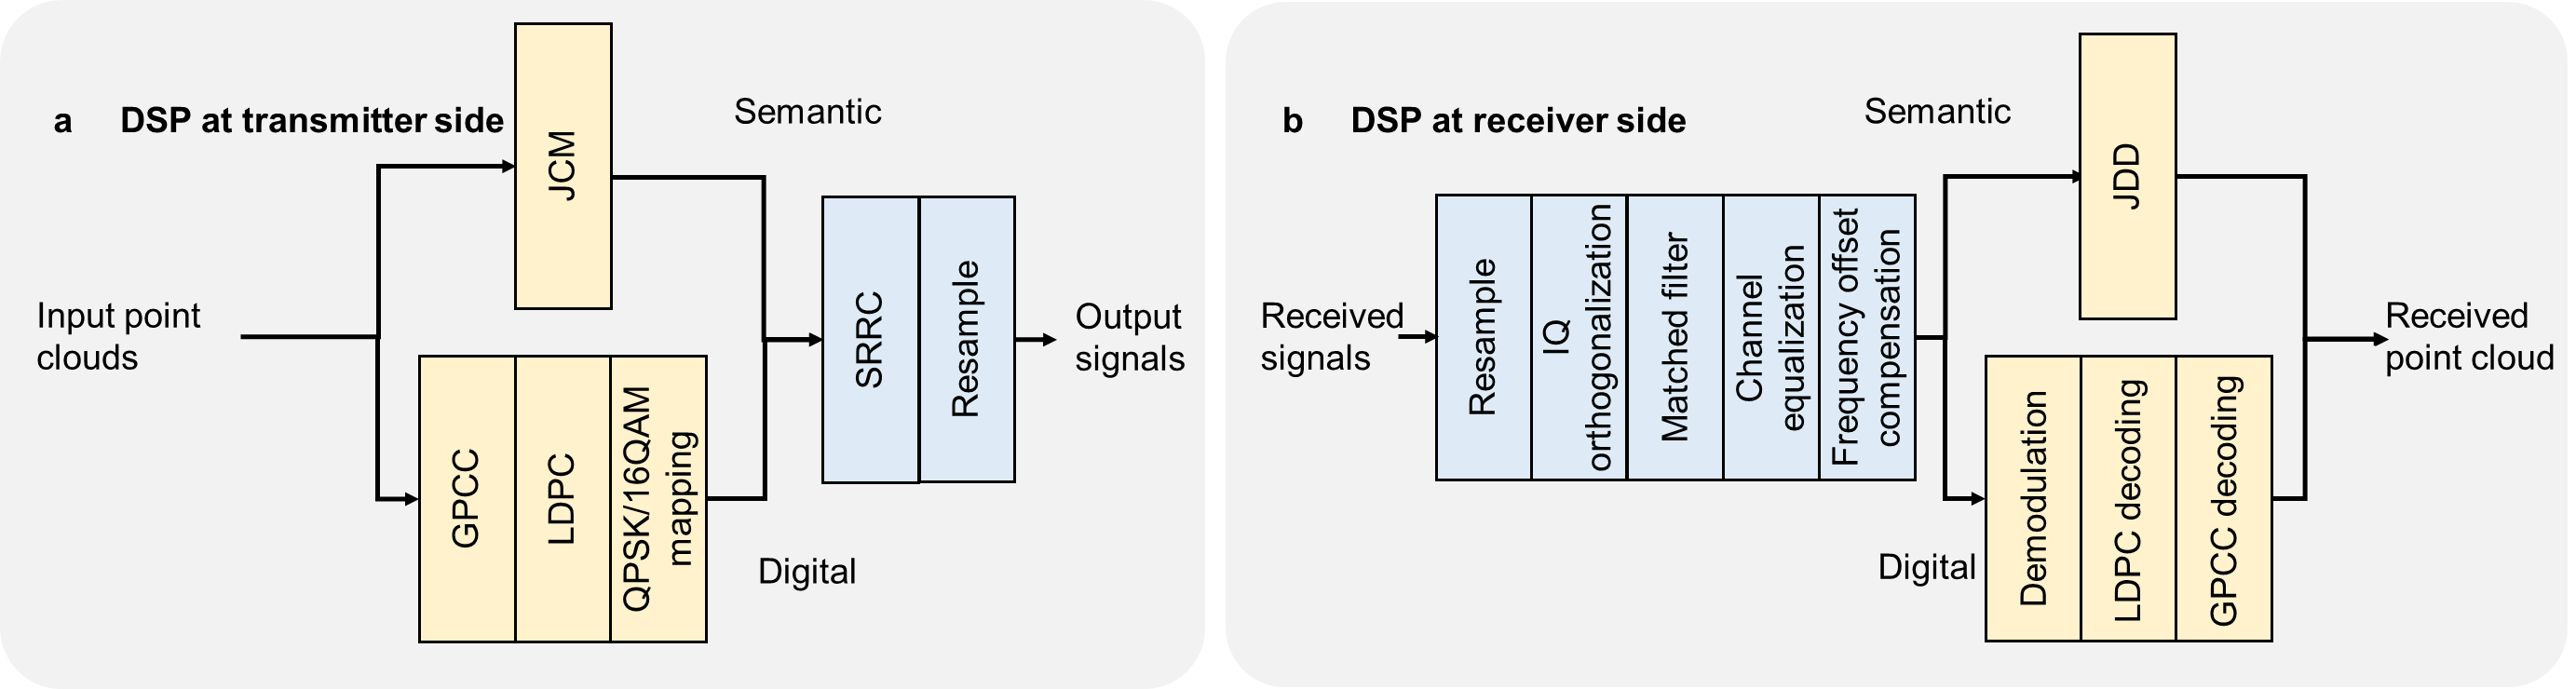 a DSP at transmitter side
JCM
Semantic
Input point
clouds
GPCC
LDPC
QPSK/16QAM
mapping
Digital
SRRC
Resample
Output
signals
b DSP at receiver side
Received
signals
Resample
IQ
orthogonalization
Matched filter
Channel
equalization
Frequency offset
compensation
Semantic
JDD
Digital
Demodulation
LDPC decoding
GPCC decoding
Received
point cloud